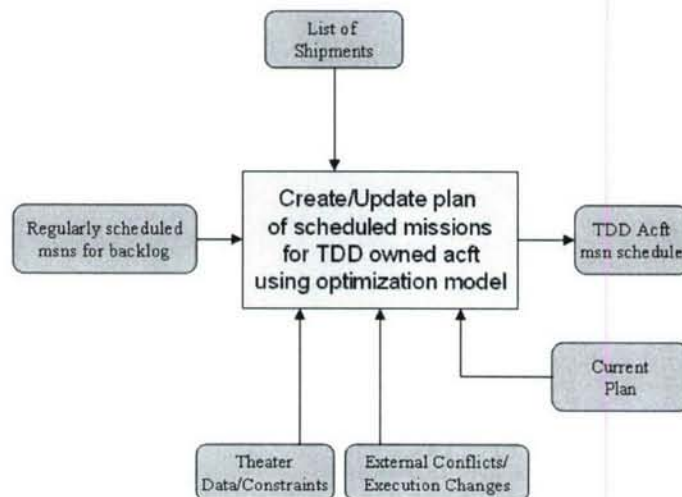 List of
Shipments
Regularly scheduled
msns for backlog
Create/Update plan
of scheduled missions
for TDD owned acft
using optimization model
TDD Acft
msn schedule
Current
Plan
Theater
Data/Constraints
External Conflicts/
Execution Changes